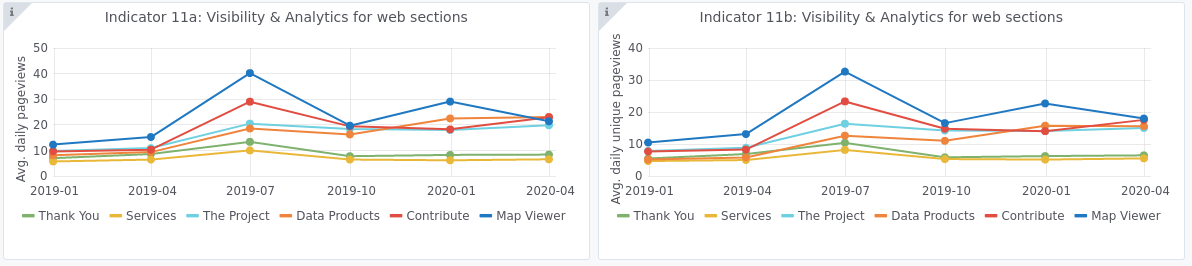 i
Indicator 11a: Visibility & Analytics for web sections
Avg. daily pageviews
50
40
30
20
10
0
2019-01 2019-04 2019-07 2019-10 2020-01 2020-04
Thank You Services The Project Data Products Contribute Map Viewer
i
Indicator 11b: Visibility & Analytics for web sections
Avg. daily unique pageviews
40
30
20
10
0
2019-01 2019-04 2019-07 2019-10 2020-01 2020-04
Thank You Services The Project Data Products Contribute Map Viewer